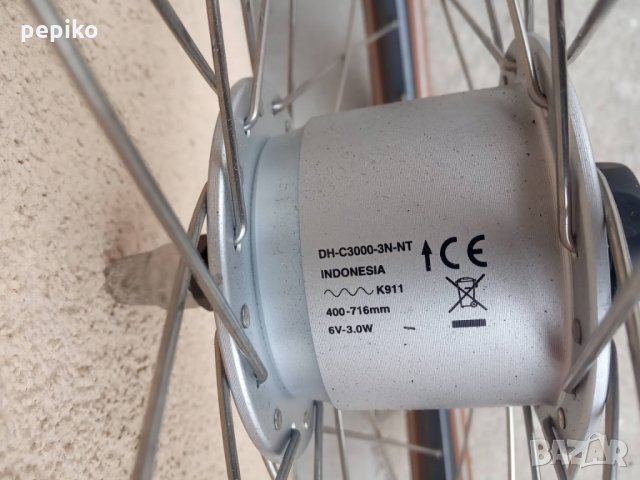 pepiko
DH-C3000-3N-NT
INDONESIA
K911
400-716mm
6V-3.0W
CE
BAZAR